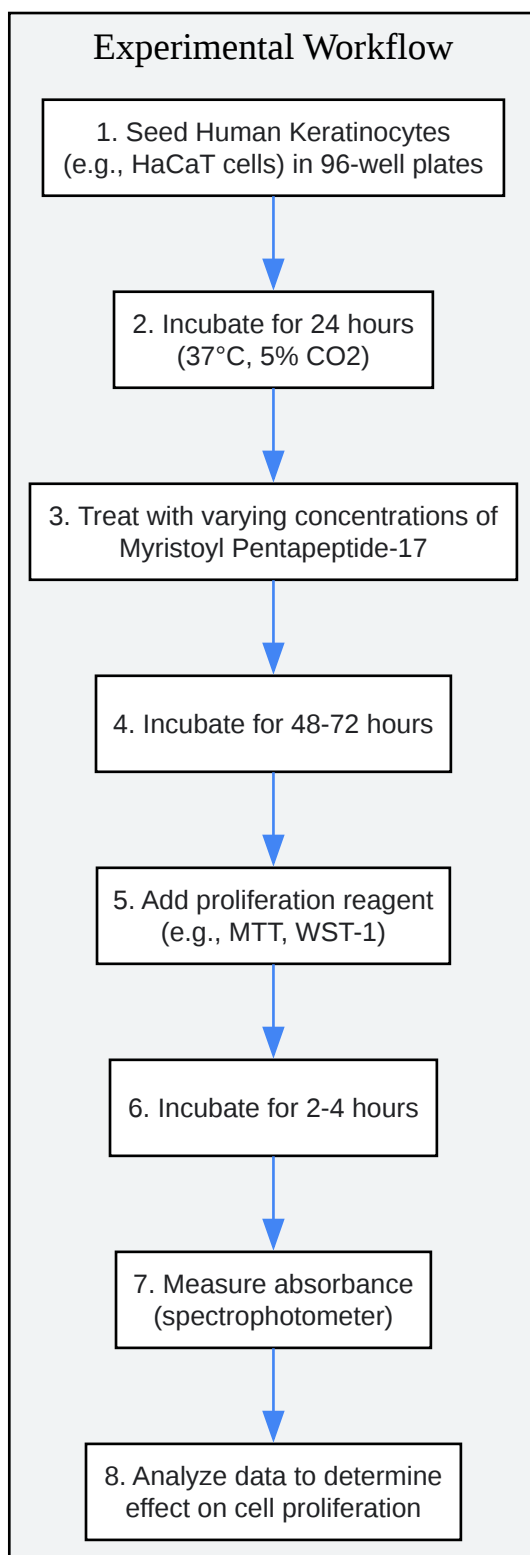 Experimental Workflow
1. Seed Human Keratinocytes
(e.g., HaCaT cells) in 96-well plates
2. Incubate for 24 hours
(37°C, 5% CO2)
3. Treat with varying concentrations of
Myristoyl Pentapeptide-17
4. Incubate for 48-72 hours
5. Add proliferation reagent
(e.g., MTT, WST-1)
6. Incubate for 2-4 hours
7. Measure absorbance
(spectrophotometer)
8. Analyze data to determine
effect on cell proliferation